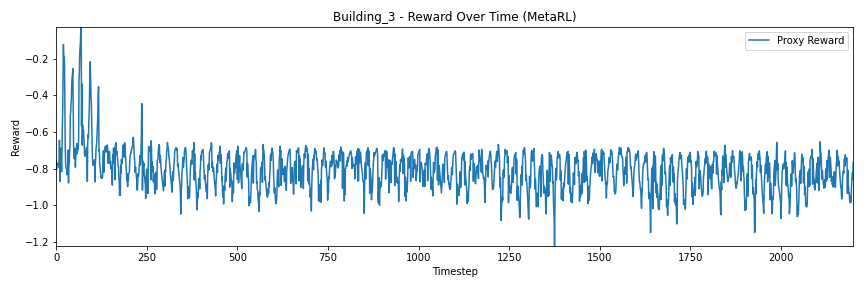 Building_3 - Reward Over Time (MetaRL)
Proxy Reward
Reward
−0.2
−0.4
−0.6
−0.8
−1.0
−1.2
0 250 500 750 1000 1250 1500 1750 2000
Timestep